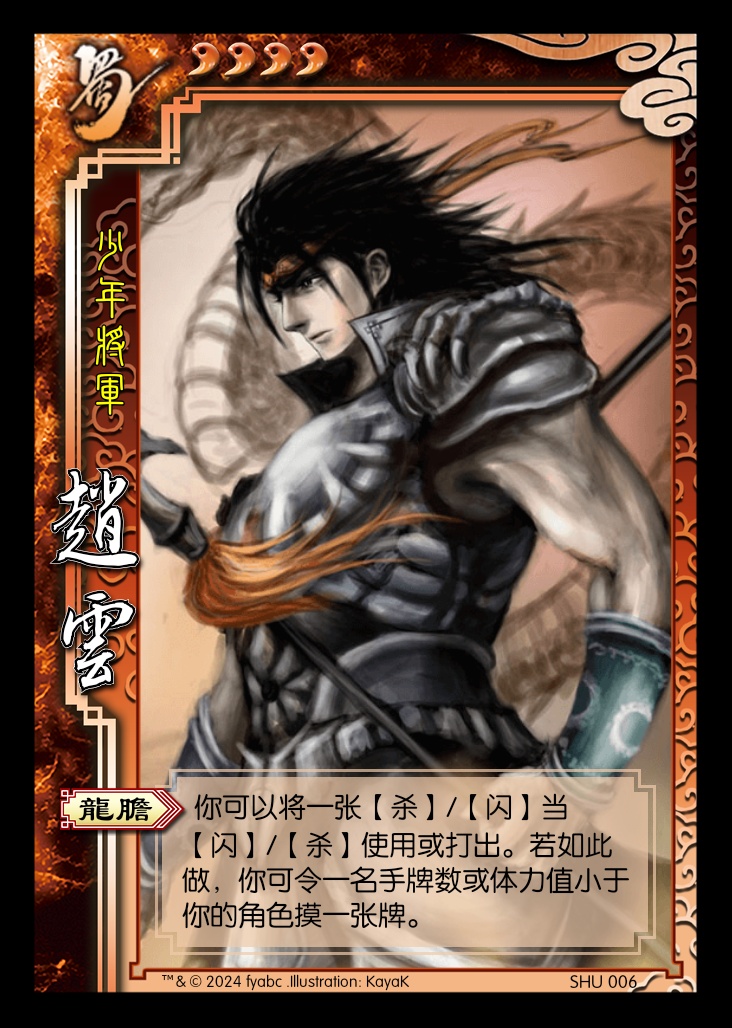 蜀
少年將軍
趙雲
龍膽
你可以将一张【杀】/【闪】当
【闪】/【杀】使用或打出。若如此
做，你可令一名手牌数或体力值小于
你的角色摸一张牌。
™& © 2024 fyabc .Illustration: KayaK
SHU 006